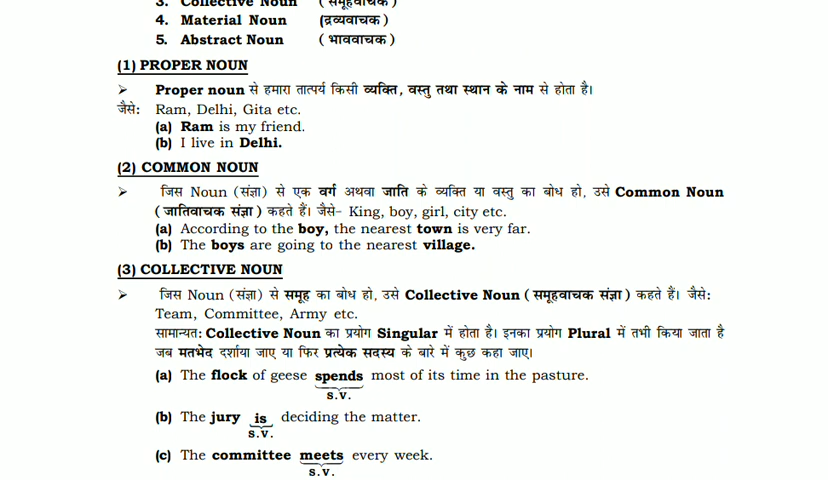 3. Collective Noun (समूहवाचक)
4. Material Noun (द्रव्यवाचक)
5. Abstract Noun (भाववाचक)
(1) PROPER NOUN
➢ Proper noun से हमारा तात्पर्य किसी व्यक्ति, वस्तु तथा स्थान के नाम से होता है।
जैसे: Ram, Delhi, Gita etc.
(a) Ram is my friend.
(b) I live in Delhi.
(2) COMMON NOUN
➢ जिस Noun (संज्ञा) से एक वर्ग अथवा जाति के व्यक्ति या वस्तु का बोध हो, उसे Common Noun
(जातिवाचक संज्ञा) कहते हैं। जैसे- King, boy, girl, city etc.
(a) According to the boy, the nearest town is very far.
(b) The boys are going to the nearest village.
(3) COLLECTIVE NOUN
➢ जिस Noun (संज्ञा) से समूह का बोध हो, उसे Collective Noun (समूहवाचक संज्ञा) कहते हैं। जैसे:
Team, Committee, Army etc.
सामान्यत: Collective Noun का प्रयोग Singular में होता है। इनका प्रयोग Plural में तभी किया जाता है
जब मतभेद दर्शाया जाए या फिर प्रत्येक सदस्य के बारे में कुछ कहा जाए।
(a) The flock of geese spends most of its time in the pasture.
S.V.
(b) The jury is deciding the matter.
S.V.
(c) The committee meets every week.
S.V.